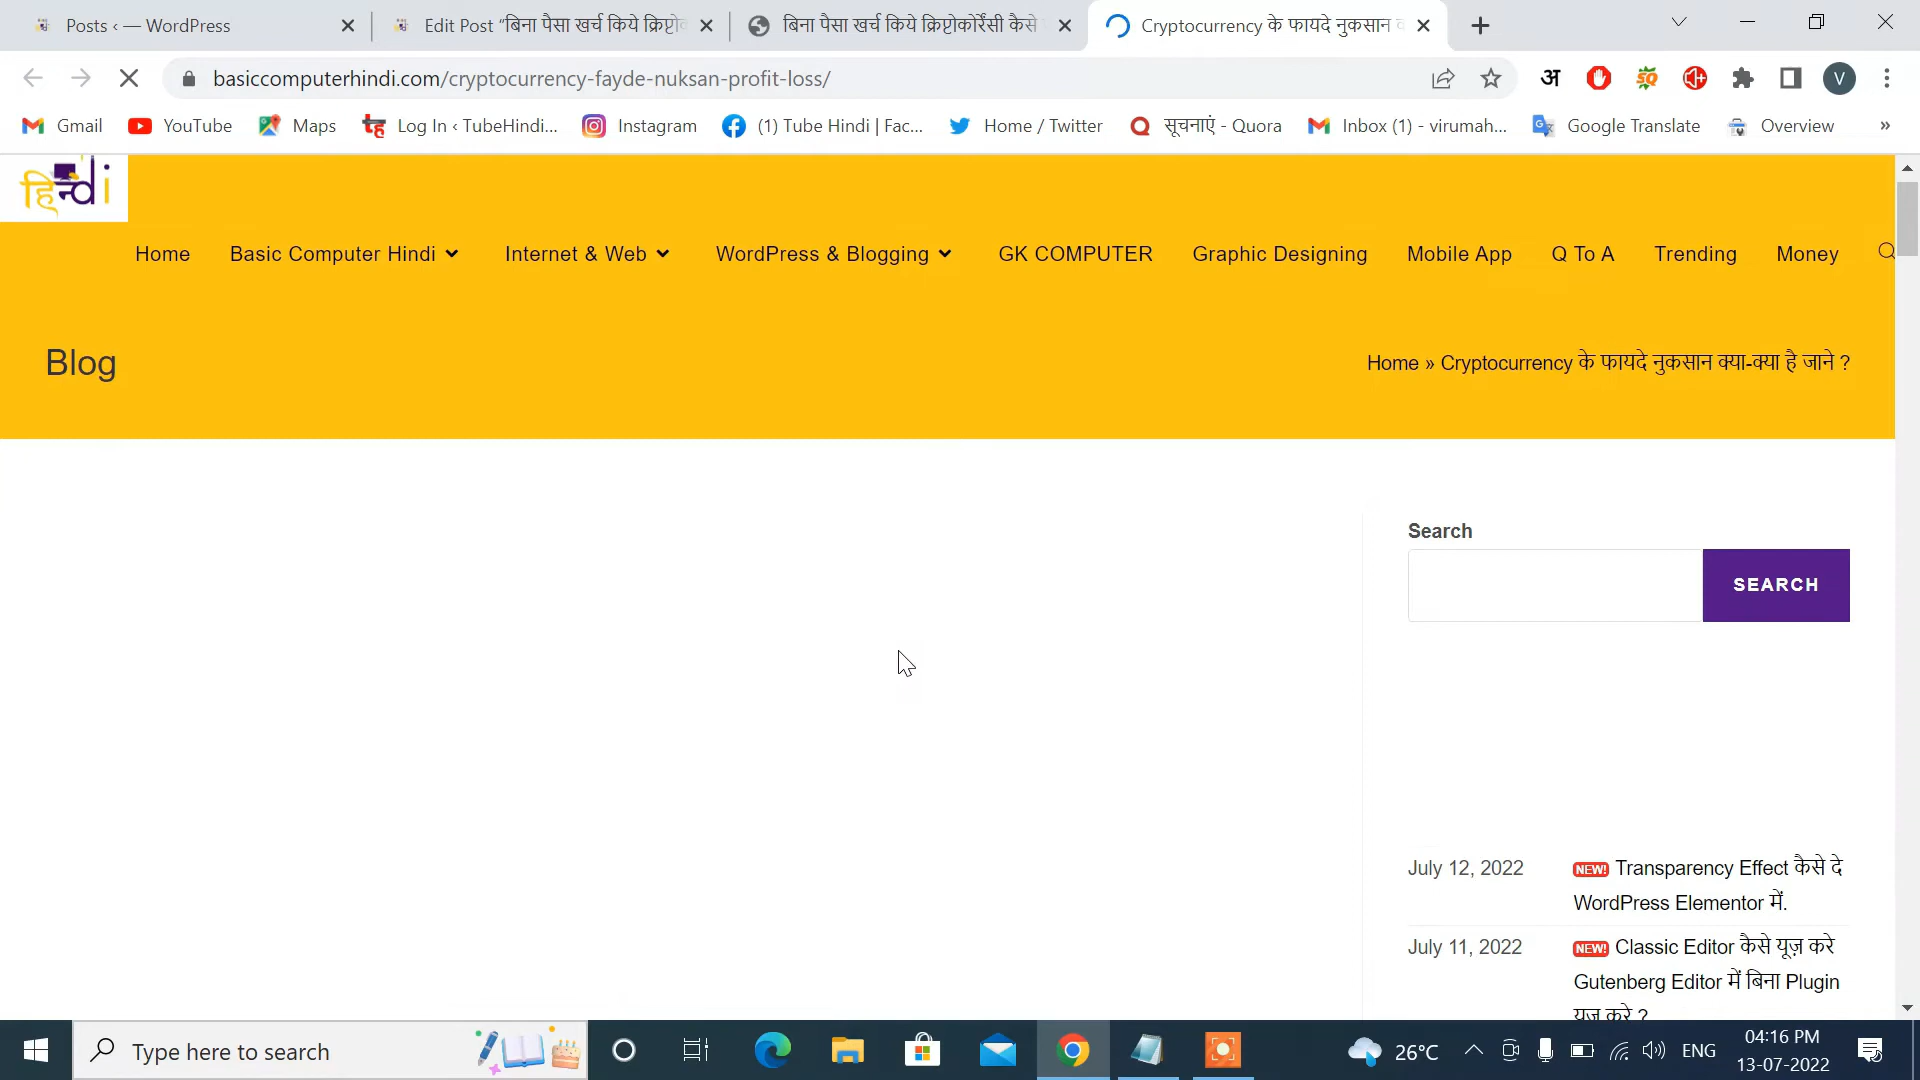 Posts ‹ — WordPress
Edit Post “बिना पैसा खर्च किये क्रिप्टोक
बिना पैसा खर्च किये क्रिप्टोकोर्रेंसी कैसे
Cryptocurrency के फायदे नुकसान
basiccomputerhindi.com/cryptocurrency-fayde-nuksan-profit-loss/
अ
V
Gmail
YouTube
Maps
Log In ‹ TubeHindi...
Instagram
(1) Tube Hindi | Fac...
Home / Twitter
सूचनाएं - Quora
Inbox (1) - virumah...
Google Translate
Overview
»
हिन्di
Home
Basic Computer Hindi
Internet & Web
WordPress & Blogging
GK COMPUTER
Graphic Designing
Mobile App
Q To A
Trending
Money
Blog
Home » Cryptocurrency के फायदे नुकसान क्या-क्या है जाने ?
Search
SEARCH
July 12, 2022
NEW! Transparency Effect कैसे दे
WordPress Elementor में.
July 11, 2022
NEW! Classic Editor कैसे यूज़ करे
Gutenberg Editor में बिना Plugin
यूज़ करे ?
Type here to search
26°C
ENG
04:16 PM
13-07-2022